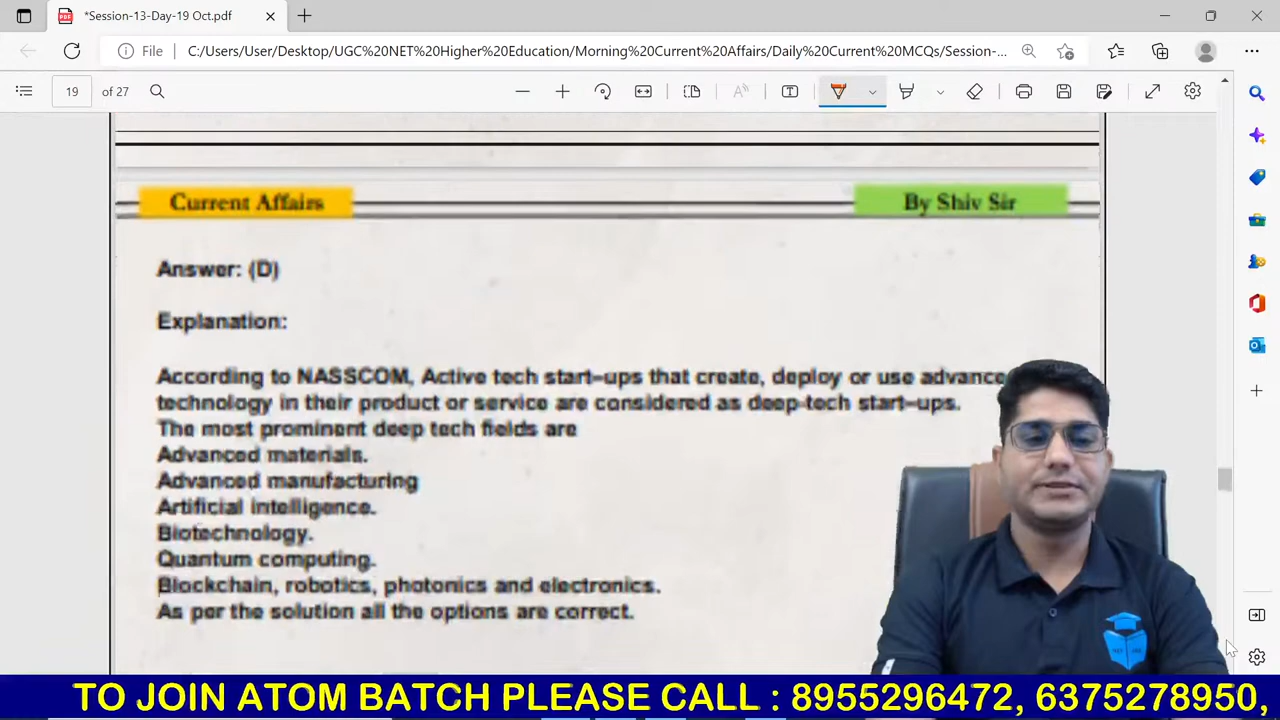 *Session-13-Day-19 Oct.pdf
File C:/Users/User/Desktop/UGC%20NET%20Higher%20Education/Morning%20Current%20Affairs/Daily%20Current%20MCQs/Session-...
19 of 27
Current Affairs By Shiv Sir
Answer: (D)
Explanation:
According to NASSCOM, Active tech start-ups that create, deploy or use advance
technology in their product or service are considered as deep-tech start-ups.
The most prominent deep tech fields are
Advanced materials.
Advanced manufacturing
Artificial intelligence.
Biotechnology.
Quantum computing.
Blockchain, robotics, photonics and electronics.
As per the solution all the options are correct.
TO JOIN ATOM BATCH PLEASE CALL : 8955296472, 6375278950,